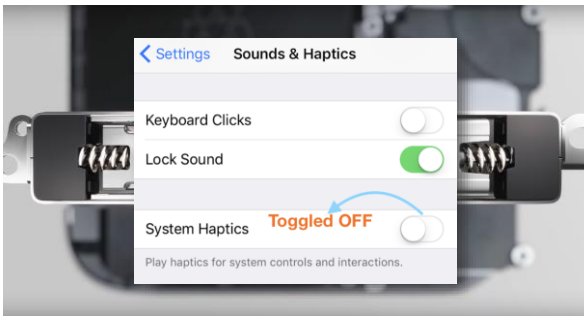 Settings Sounds & Haptics
Keyboard Clicks
Lock Sound
System Haptics Toggled OFF
Play haptics for system controls and interactions.